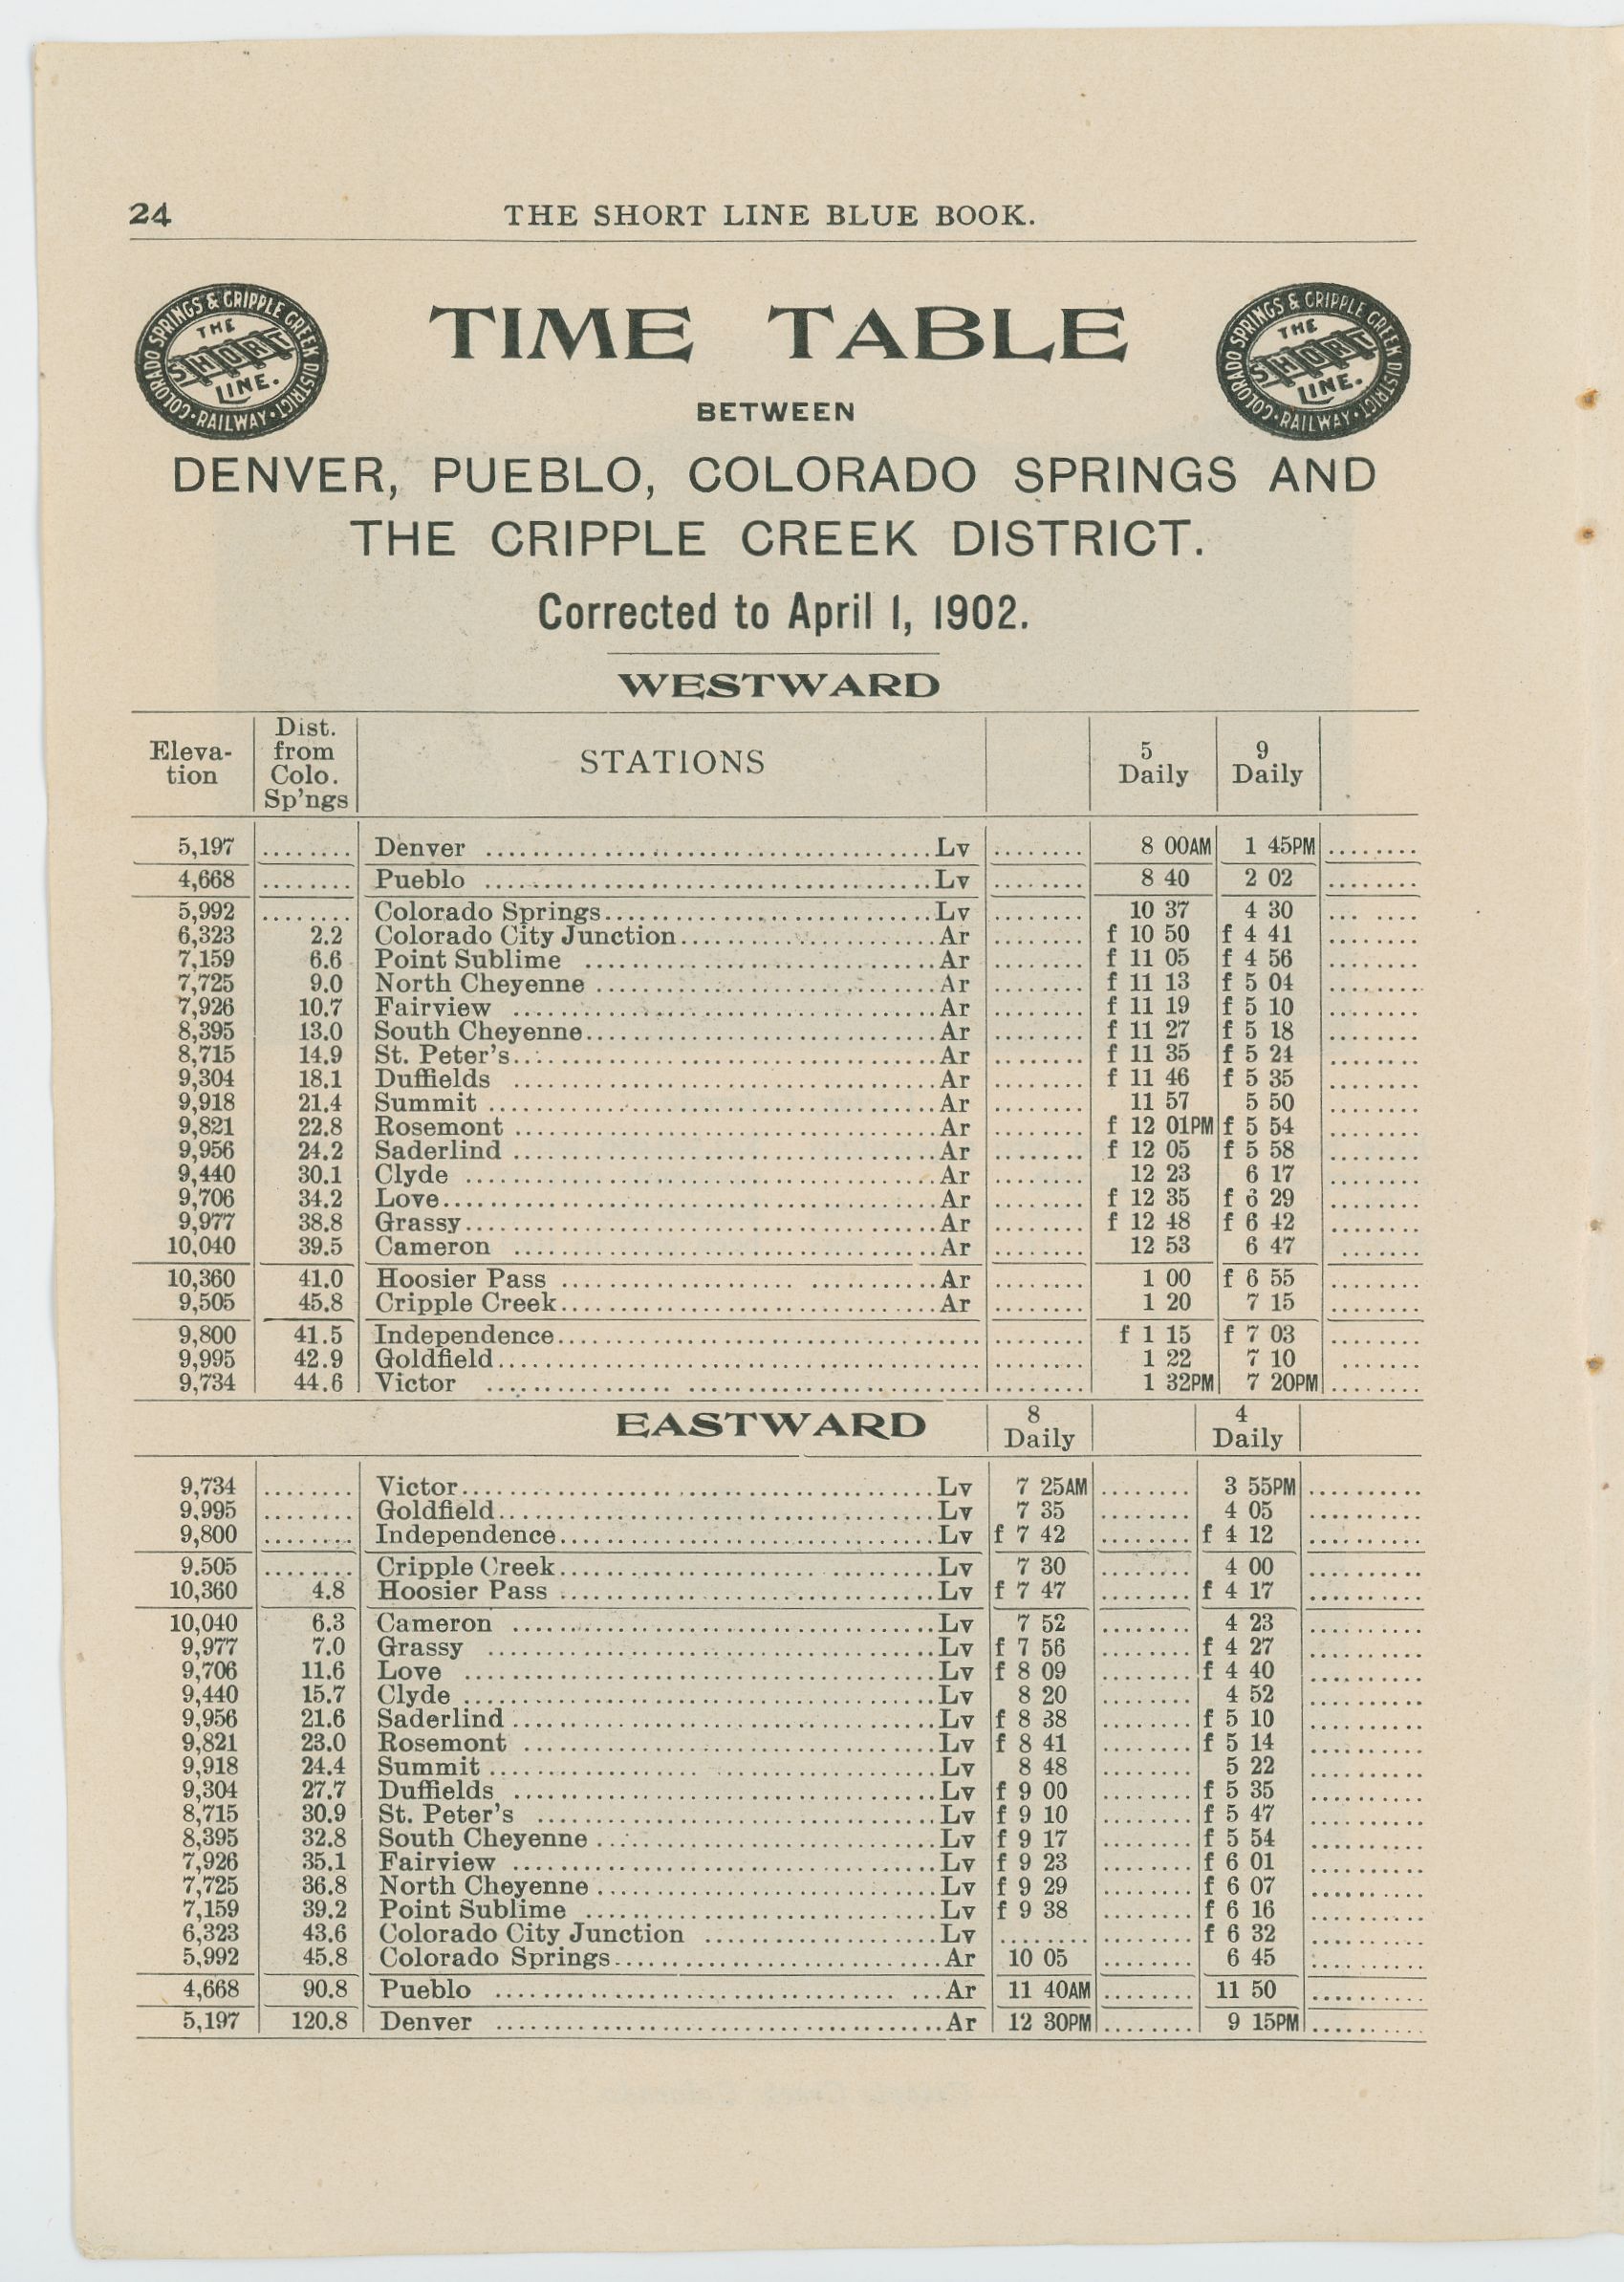 24 THE SHORT LINE BLUE BOOK.
COLORADO SPRINGS & CRIPPLE CREEK DISTRICT RAILWAY THE SHORT LINE.
TIME TABLE
COLORADO SPRINGS & CRIPPLE CREEK DISTRICT RAILWAY THE SHORT LINE.
BETWEEN
DENVER, PUEBLO, COLORADO SPRINGS AND
THE CRIPPLE CREEK DISTRICT.
Corrected to April 1, 1902.
WESTWARD
Eleva-tion Dist. from Colo. Sp'ngs STATIONS 5 Daily 9 Daily
5,197 ........ Denver ........ Lv ........ 8 00AM 1 45PM ........
4,668 ........ Pueblo ........ Lv ........ 8 40 2 02 ........
5,992 ........ Colorado Springs ........ Lv ........ 10 37 4 30 ........
6,323 2.2 Colorado City Junction ........ Ar ........ f 10 50 f 4 41 ........
7,159 6.6 Point Sublime ........ Ar ........ f 11 05 f 4 56 ........
7,725 9.0 North Cheyenne ........ Ar ........ f 11 13 f 5 04 ........
7,926 10.7 Fairview ........ Ar ........ f 11 19 f 5 10 ........
8,395 13.0 South Cheyenne ........ Ar ........ f 11 27 f 5 18 ........
8,715 14.9 St. Peter's ........ Ar ........ f 11 35 f 5 24 ........
9,304 18.1 Duffields ........ Ar ........ f 11 46 f 5 35 ........
9,918 21.4 Summit ........ Ar ........ 11 57 5 50 ........
9,821 22.8 Rosemont ........ Ar ........ f 12 01PM f 5 54 ........
9,956 24.2 Saderlind ........ Ar ........ f 12 05 f 5 58 ........
9,440 30.1 Clyde ........ Ar ........ 12 23 6 17 ........
9,706 34.2 Love ........ Ar ........ f 12 35 f 6 29 ........
9,977 38.8 Grassy ........ Ar ........ f 12 48 f 6 42 ........
10,040 39.5 Cameron ........ Ar ........ 12 53 6 47 ........
10,360 41.0 Hoosier Pass ........ Ar ........ 1 00 f 6 55 ........
9,505 45.8 Cripple Creek ........ Ar ........ 1 20 7 15 ........
9,800 41.5 Independence ........ ........ f 1 15 f 7 03 ........
9,995 42.9 Goldfield ........ ........ 1 22 7 10 ........
9,734 44.6 Victor ........ ........ 1 32PM 7 20PM ........
EASTWARD 8 Daily 4 Daily
9,734 ........ Victor ........ Lv 7 25AM ........ 3 55PM ........
9,995 ........ Goldfield ........ Lv 7 35 ........ 4 05 ........
9,800 ........ Independence ........ Lv f 7 42 ........ f 4 12 ........
9.505 ........ Cripple Creek ........ Lv 7 30 ........ 4 00 ........
10,360 4.8 Hoosier Pass ........ Lv f 7 47 ........ f 4 17 ........
10,040 6.3 Cameron ........ Lv 7 52 ........ 4 23 ........
9,977 7.0 Grassy ........ Lv f 7 56 ........ f 4 27 ........
9,706 11.6 Love ........ Lv f 8 09 ........ f 4 40 ........
9,440 15.7 Clyde ........ Lv 8 20 ........ 4 52 ........
9,956 21.6 Saderlind ........ Lv f 8 38 ........ f 5 10 ........
9,821 23.0 Rosemont ........ Lv f 8 41 ........ f 5 14 ........
9,918 24.4 Summit ........ Lv 8 48 ........ 5 22 ........
9,304 27.7 Duffields ........ Lv f 9 00 ........ f 5 35 ........
8,715 30.9 St. Peter's ........ Lv f 9 10 ........ f 5 47 ........
8,395 32.8 South Cheyenne ........ Lv f 9 17 ........ f 5 54 ........
7,926 35.1 Fairview ........ Lv f 9 23 ........ f 6 01 ........
7,725 36.8 North Cheyenne ........ Lv f 9 29 ........ f 6 07 ........
7,159 39.2 Point Sublime ........ Lv f 9 38 ........ f 6 16 ........
6,323 43.6 Colorado City Junction ........ Lv ........ ........ f 6 32 ........
5,992 45.8 Colorado Springs ........ Ar 10 05 ........ 6 45 ........
4,668 90.8 Pueblo ........ Ar 11 40AM ........ 11 50 ........
5,197 120.8 Denver ........ Ar 12 30PM ........ 9 15PM ........